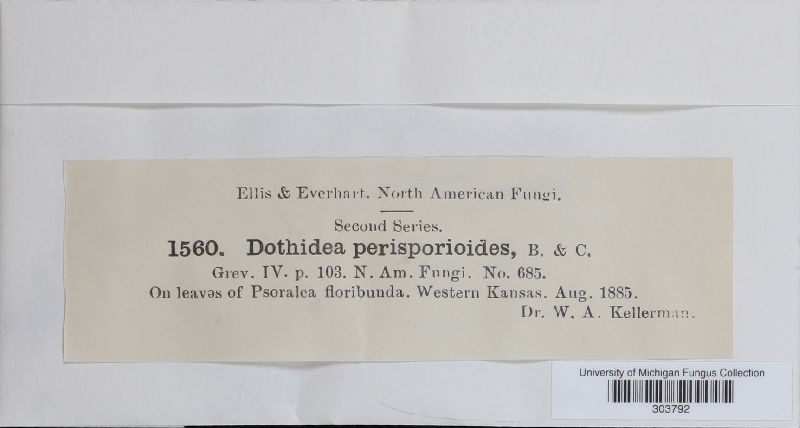 Ellis & Everhart. North American Fungi.
Second Series.
1560. Dothidea perisporioides, B. & C.
Grev. IV. p. 103. N. Am. Fungi. No. 685.
On leaves of Psoralea floribunda. Western Kansas. Aug. 1885.
Dr. W. A. Kellerman.
University of Michigan Fungus Collection
303792